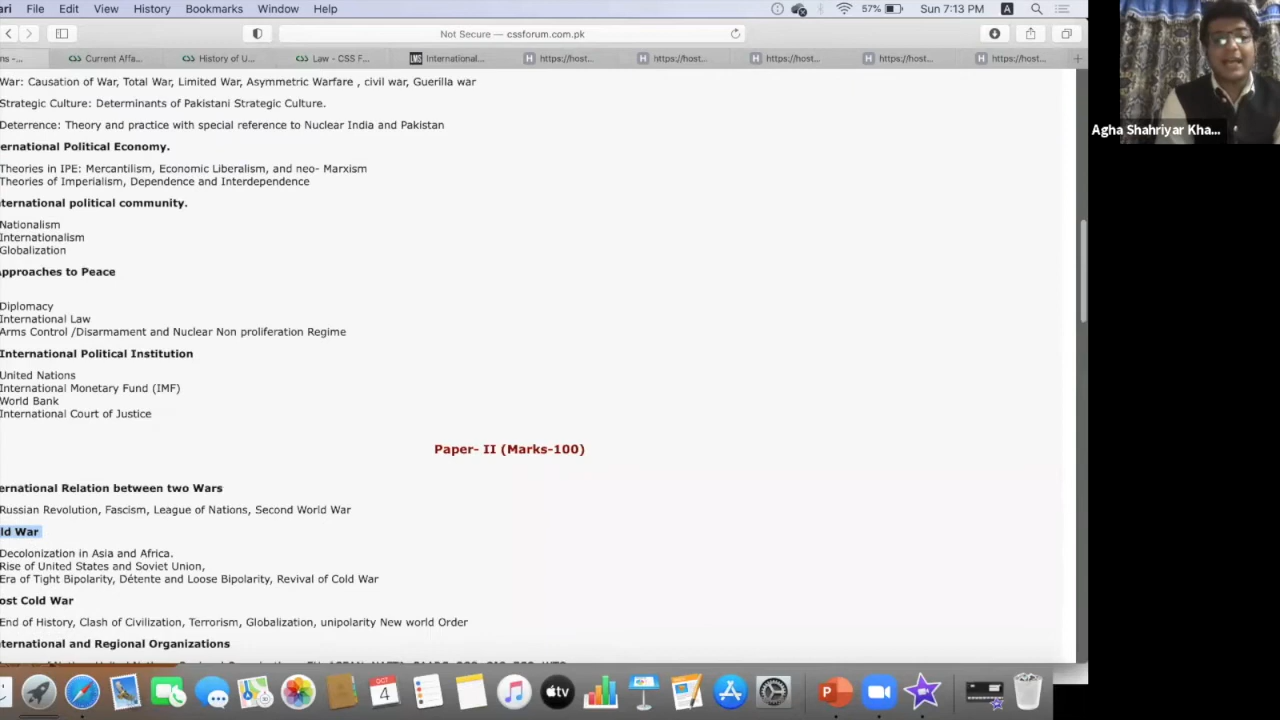 ari File Edit View History Bookmarks Window Help 57% Sun 7:13 PM A
Not Secure — cssforum.com.pk
ns -... Current Affa... History of U... Law - CSS F... LMS International... H https://host... H https://host... H https://host... H https://host... H https://host...
War: Causation of War, Total War, Limited War, Asymmetric Warfare , civil war, Guerilla war
Strategic Culture: Determinants of Pakistani Strategic Culture.
Deterrence: Theory and practice with special reference to Nuclear India and Pakistan
ernational Political Economy.
Theories in IPE: Mercantilism, Economic Liberalism, and neo- Marxism
Theories of Imperialism, Dependence and Interdependence
ternational political community.
Nationalism
Internationalism
Globalization
Approaches to Peace
Diplomacy
International Law
Arms Control /Disarmament and Nuclear Non proliferation Regime
International Political Institution
United Nations
International Monetary Fund (IMF)
World Bank
International Court of Justice
Paper- II (Marks-100)
ernational Relation between two Wars
Russian Revolution, Fascism, League of Nations, Second World War
ld War
Decolonization in Asia and Africa.
Rise of United States and Soviet Union,
Era of Tight Bipolarity, Détente and Loose Bipolarity, Revival of Cold War
ost Cold War
End of History, Clash of Civilization, Terrorism, Globalization, unipolarity New world Order
ternational and Regional Organizations
OCT
4
tv
P
Agha Shahriyar Kha...